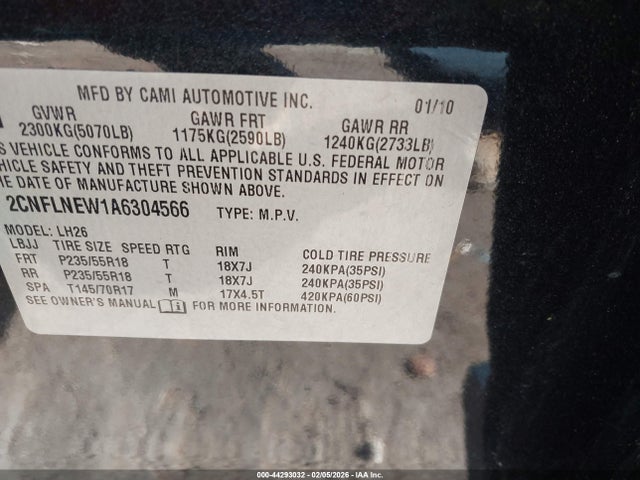 MFD BY CAMI AUTOMOTIVE INC. 01/10
GVWR GAWR FRT GAWR RR
2300KG(5070LB) 1175KG(2590LB) 1240KG(2733LB)
S VEHICLE CONFORMS TO ALL APPLICABLE U.S. FEDERAL MOTOR
VEHICLE SAFETY AND THEFT PREVENTION STANDARDS IN EFFECT ON
THE DATE OF MANUFACTURE SHOWN ABOVE.
2CNFLNEW1A6304566 TYPE: M.P.V.
MODEL: LH26
LBJJ TIRE SIZE SPEED RTG RIM COLD TIRE PRESSURE
FRT P235/55R18 T 18X7J 240KPA(35PSI)
RR P235/55R18 T 18X7J 240KPA(35PSI)
SPA T145/70R17 M 17X4.5T 420KPA(60PSI)
SEE OWNER'S MANUAL FOR MORE INFORMATION.
000-44293032 - 02/05/2026 - IAAI.COM